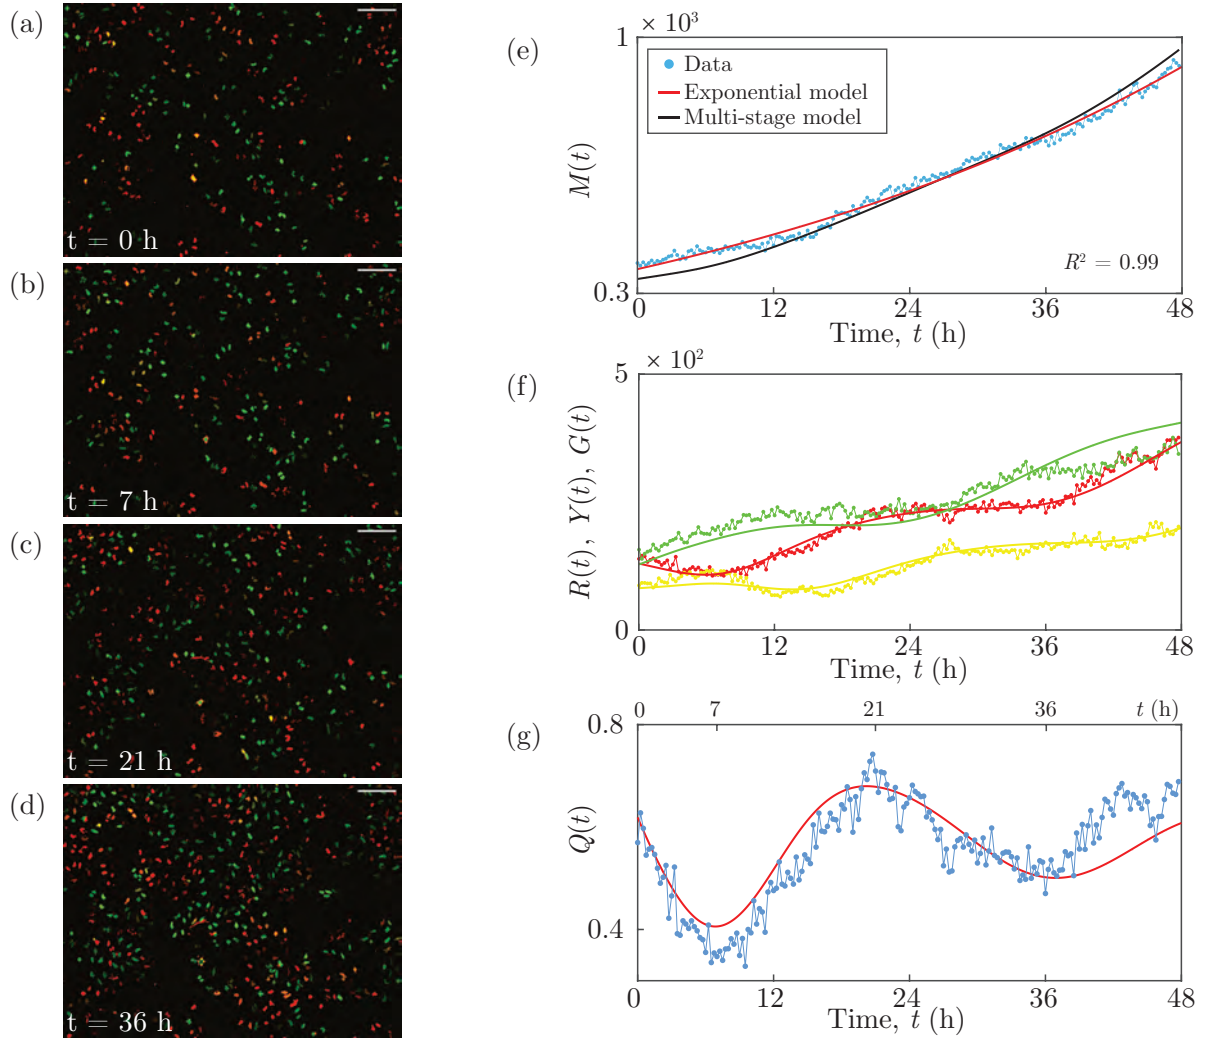 (a)
t = 0 h
(b)
t = 7 h
(c)
t = 21 h
(d)
t = 36 h
(e)
× 10³
1
M(t)
0.3
Data
Exponential model
Multi-stage model
R² = 0.99
0 12 24 36 48
Time, t (h)
(f)
× 10²
5
R(t), Y(t), G(t)
0
0 12 24 36 48
Time, t (h)
(g)
0 7 21 36 t (h)
0.8
Q(t)
0.4
0 12 24 36 48
Time, t (h)